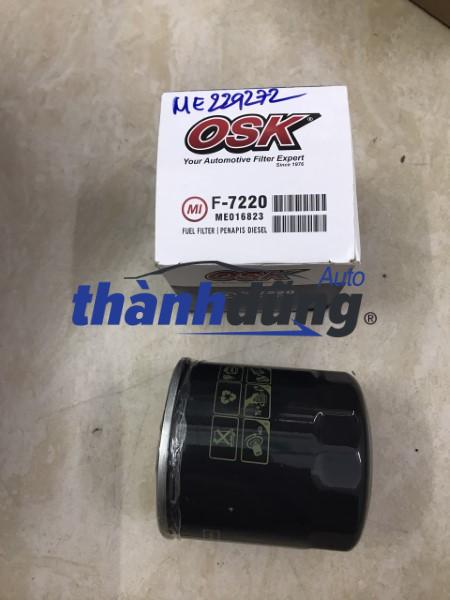 ME229272
OSK®
Your Automotive Filter Expert
Since 1976
MI F-7220
ME016823
FUEL FILTER | PENAPIS DIESEL
OSK
Auto
thànhdũng®